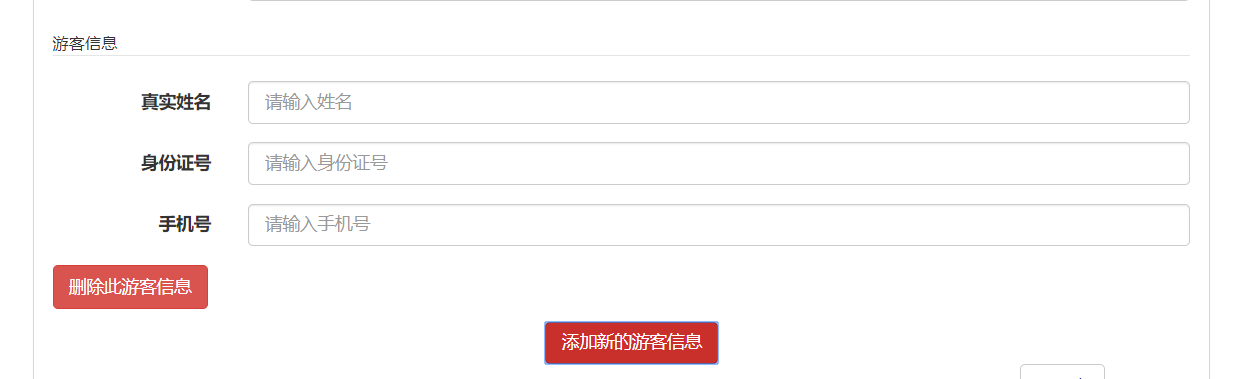 游客信息
真实姓名 请输入姓名
身份证号 请输入身份证号
手机号 请输入手机号
删除此游客信息
添加新的游客信息